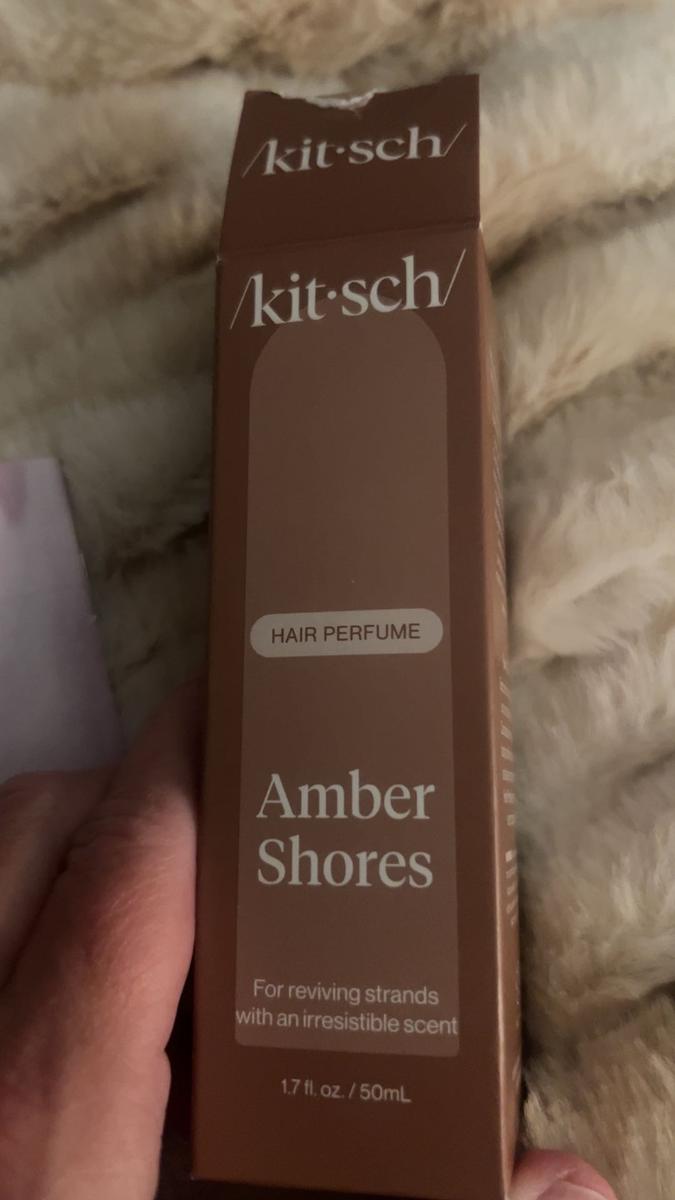 /kit·sch/
/kit·sch/
HAIR PERFUME
Amber
Shores
For reviving strands
with an irresistible scent
1.7 fl. oz. / 50mL